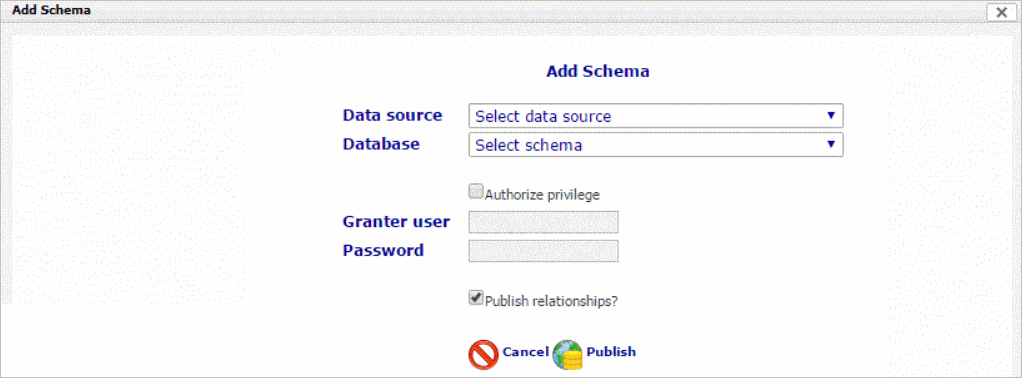 Add Schema
Add Schema
Data source Select data source
Database Select schema
Authorize privilege
Granter user
Password
Publish relationships?
Cancel Publish